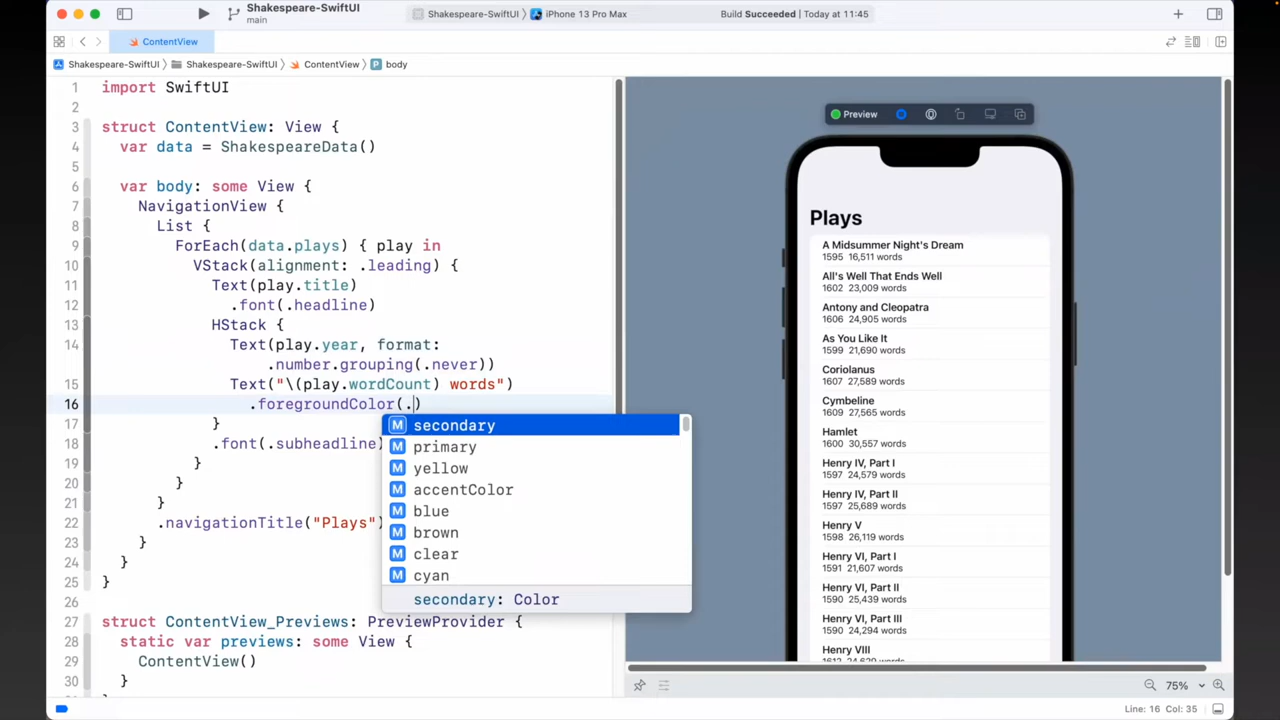 Shakespeare-SwiftUI
main
Shakespeare-SwiftUI
iPhone 13 Pro Max
Build Succeeded | Today at 11:45
ContentView
Shakespeare-SwiftUI
Shakespeare-SwiftUI
ContentView
P body
1 import SwiftUI
2
3 struct ContentView: View {
4 var data = ShakespeareData()
5
6 var body: some View {
7 NavigationView {
8 List {
9 ForEach(data.plays) { play in
10 VStack(alignment: .leading) {
11 Text(play.title)
12 .font(.headline)
13 HStack {
14 Text(play.year, format:
.number.grouping(.never))
15 Text("\(play.wordCount) words")
16 .foregroundColor(.)
17 }
18 .font(.subheadline)
19 }
20 }
21 }
22 .navigationTitle("Plays")
23 }
24 }
25 }
26
27 struct ContentView_Previews: PreviewProvider {
28 static var previews: some View {
29 ContentView()
30 }
M secondary
M primary
M yellow
M accentColor
M blue
M brown
M clear
M cyan
secondary: Color
Preview
Plays
A Midsummer Night's Dream
1595 16,511 words
All's Well That Ends Well
1602 23,009 words
Antony and Cleopatra
1606 24,905 words
As You Like It
1599 21,690 words
Coriolanus
1607 27,589 words
Cymbeline
1609 27,565 words
Hamlet
1600 30,557 words
Henry IV, Part I
1597 24,579 words
Henry IV, Part II
1597 25,689 words
Henry V
1598 26,119 words
Henry VI, Part I
1591 21,607 words
Henry VI, Part II
1590 25,439 words
Henry VI, Part III
1590 24,294 words
Henry VIII
75%
Line: 16 Col: 35